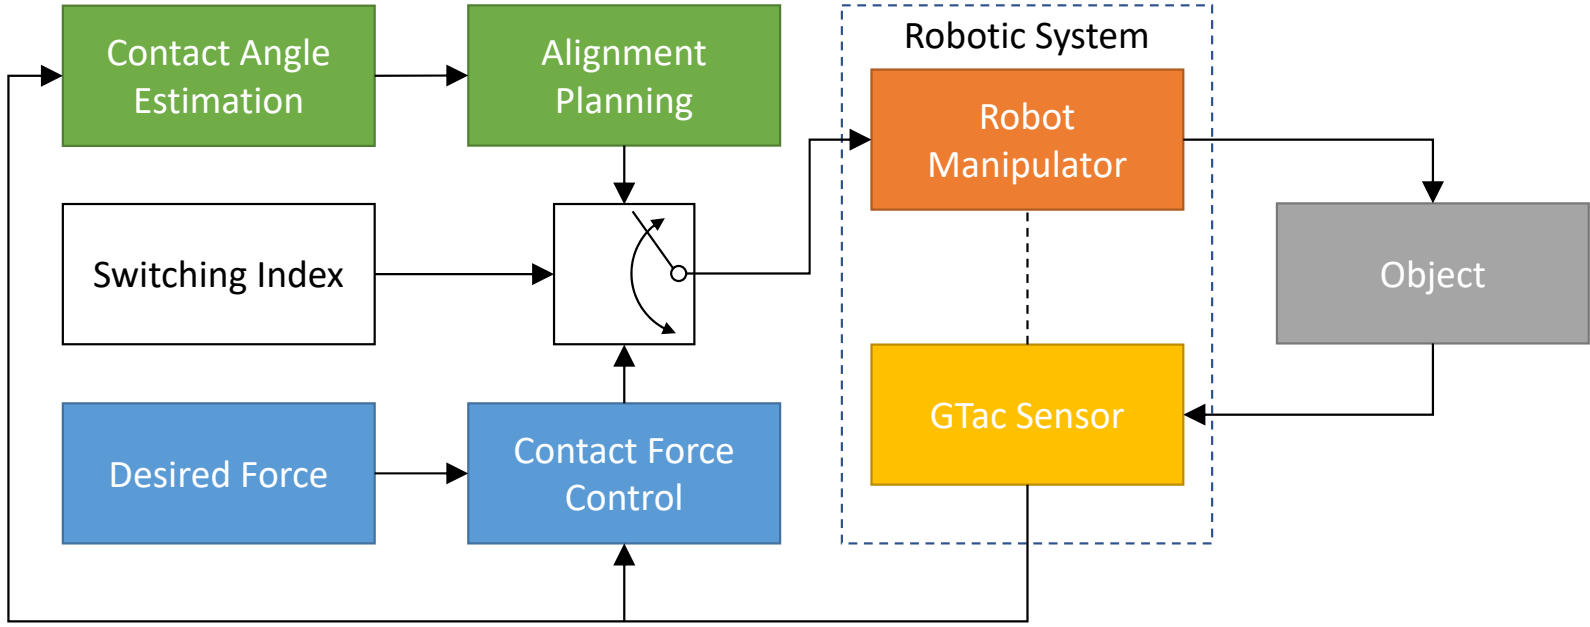 Contact Angle
Estimation
Alignment
Planning
Robotic System
Robot
Manipulator
Switching Index
Object
Desired Force
Contact Force
Control
GTac Sensor